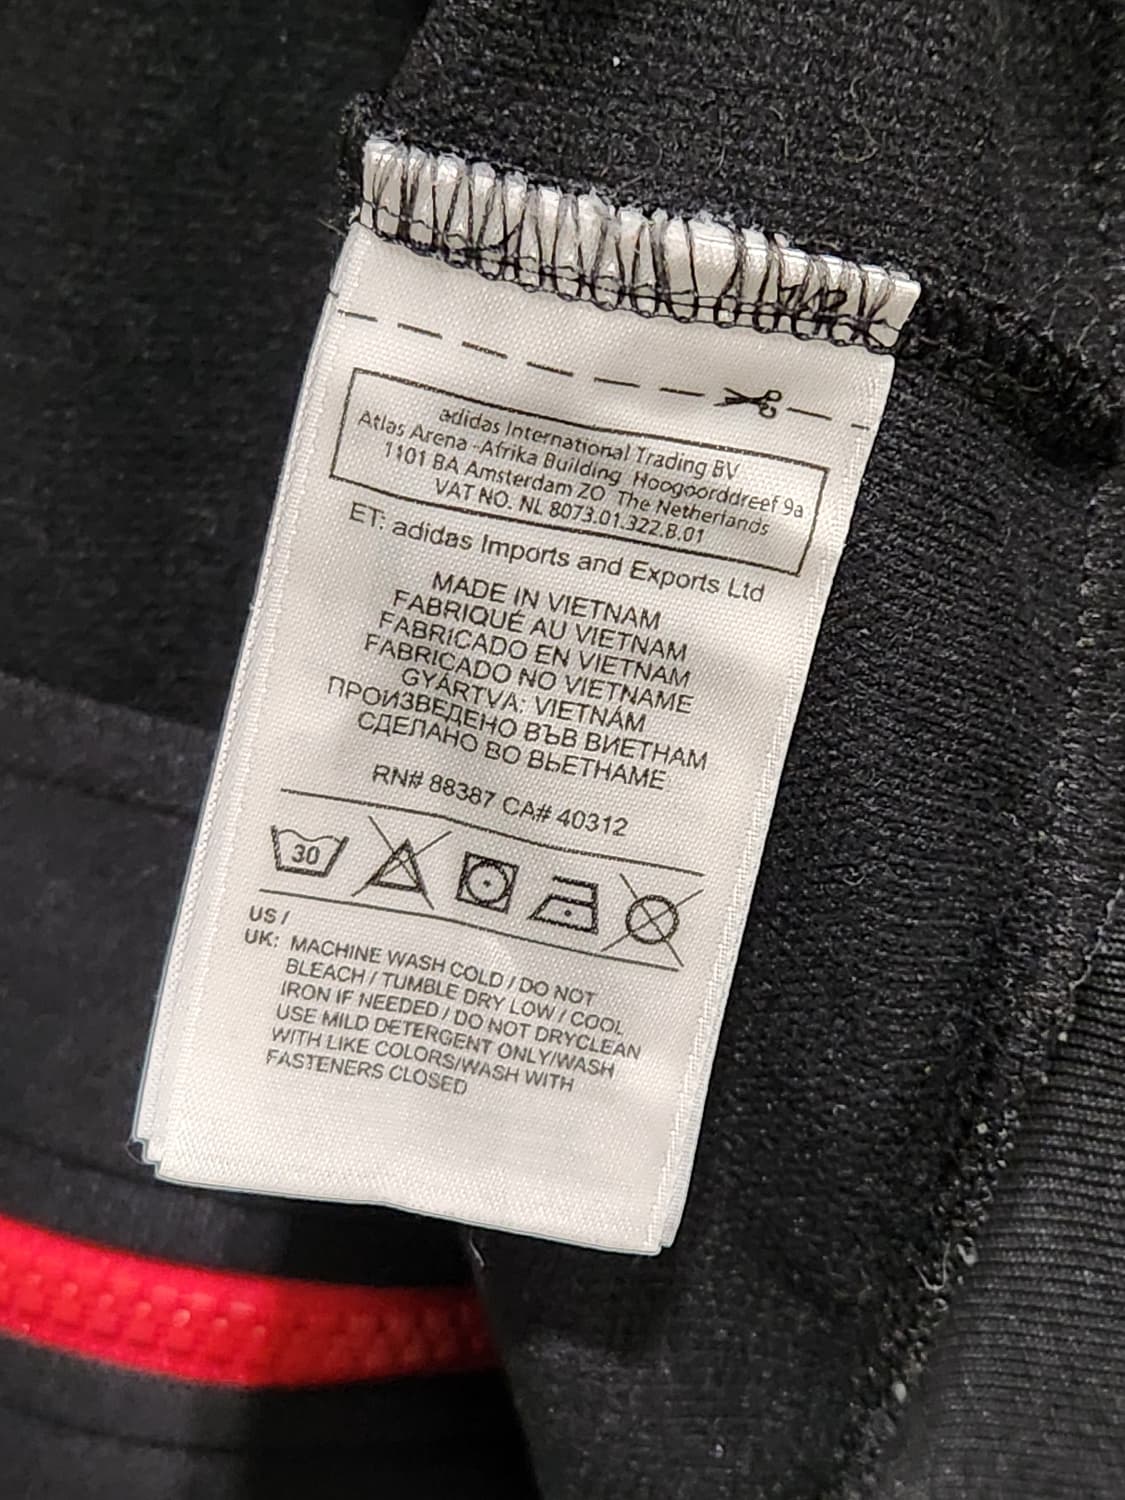 adidas International Trading BV
Atlas Arena -Afrika Building Hoogoorddreef 9a
1101 BA Amsterdam ZO The Netherlands
VAT NO. NL 8073.01.322.B.01
ET: adidas Imports and Exports Ltd
MADE IN VIETNAM
FABRIQUÉ AU VIETNAM
FABRICADO EN VIETNAM
FABRICADO NO VIETNAME
GYÁRTVA: VIETNÁM
ПРОИЗВЕДЕНО ВЪВ ВИЕТНАМ
СДЕЛАНО ВО ВЬЕТНАМЕ
RN# 88387 CA# 40312
30
US /
UK: MACHINE WASH COLD / DO NOT
BLEACH / TUMBLE DRY LOW / COOL
IRON IF NEEDED / DO NOT DRYCLEAN
USE MILD DETERGENT ONLY/WASH
WITH LIKE COLORS/WASH WITH
FASTENERS CLOSED